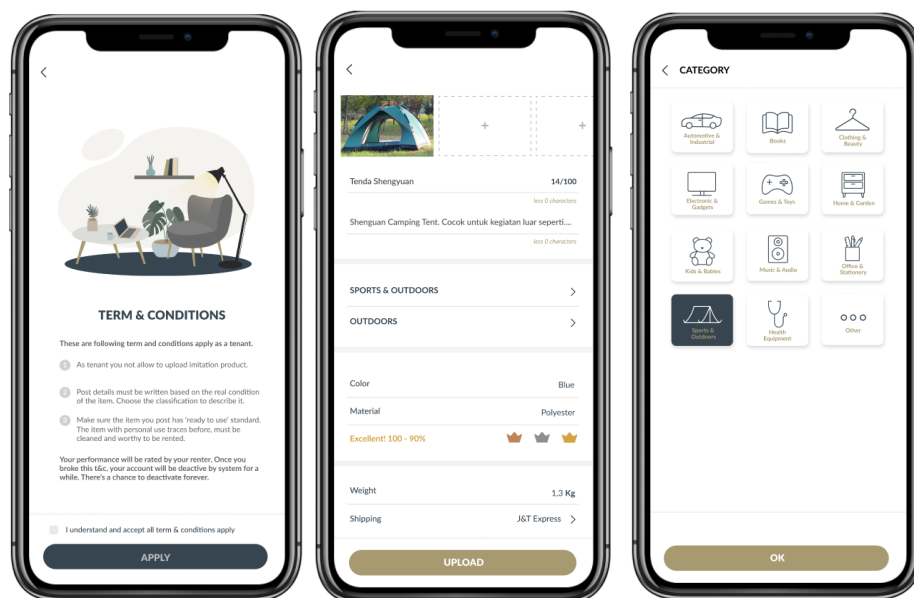 TERM & CONDITIONS
These are following term and conditions apply as a tenant.
1 As tenant you not allow to upload imitation product.
2 Post details must be written based on the real condition
of the item. Choose the classification to describe it.
3 Make sure the item you post has 'ready to use' standard.
The item with personal use traces before, must be
cleaned and worthy to be rented.
Your performance will be rated by your renter. Once you
broke this t&c, your account will be deactive by system for a
while. There's a chance to deactivate forever.
I understand and accept all term & conditions apply
APPLY
Tenda Shengyuan 14/100
less 0 characters
Shenguan Camping Tent. Cocok untuk kegiatan luar seperti....
less 0 characters
SPORTS & OUTDOORS
OUTDOORS
Color Blue
Material Polyester
Excellent! 100 - 90%
Weight 1,3 Kg
Shipping J&T Express
UPLOAD
CATEGORY
Automotive &
Industrial
Books
Clothing &
Beauty
Electronic &
Gadgets
Games & Toys
Home & Garden
Kids & Babies
Music & Audio
Office &
Stationery
Sports &
Outdoors
Health
Equipment
Other
OK